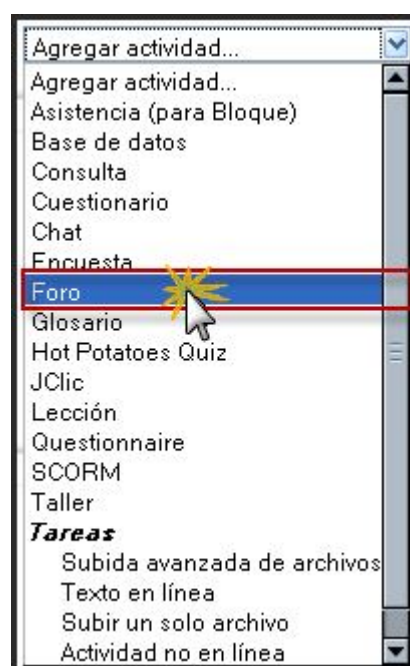 Agregar actividad...
Agregar actividad...
Asistencia (para Bloque)
Base de datos
Consulta
Cuestionario
Chat
Encuesta
Foro
Glosario
Hot Potatoes Quiz
JClic
Lección
Questionnaire
SCORM
Taller
Tareas
Subida avanzada de archivos
Texto en línea
Subir un solo archivo
Actividad no en línea